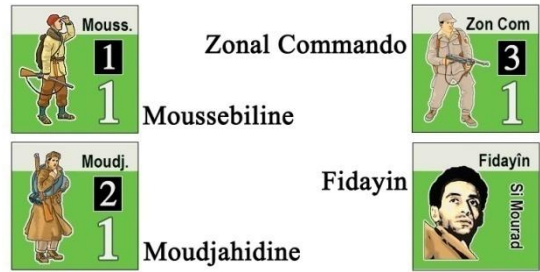 Mouss.
1
1
Moussebiline
Zonal Commando
Zon Com
3
1
Moudj.
2
1
Moudjahidine
Fidayin
Fidayîn
Si Mourad